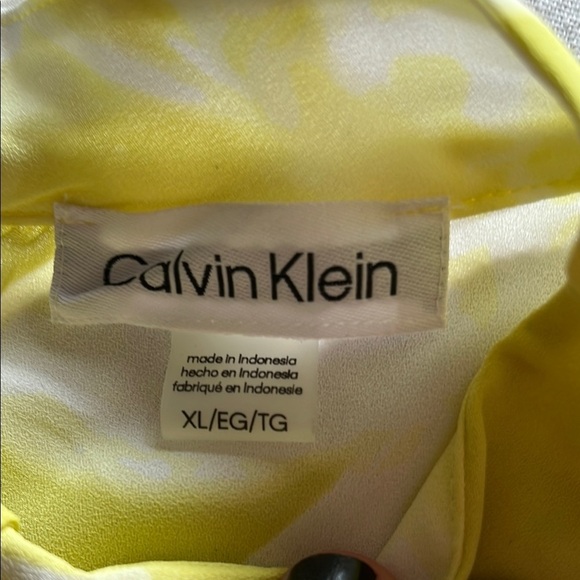 Calvin Klein
made in Indonesia
hecho en Indonesia
fabriqué en Indonesie
XL/EG/TG